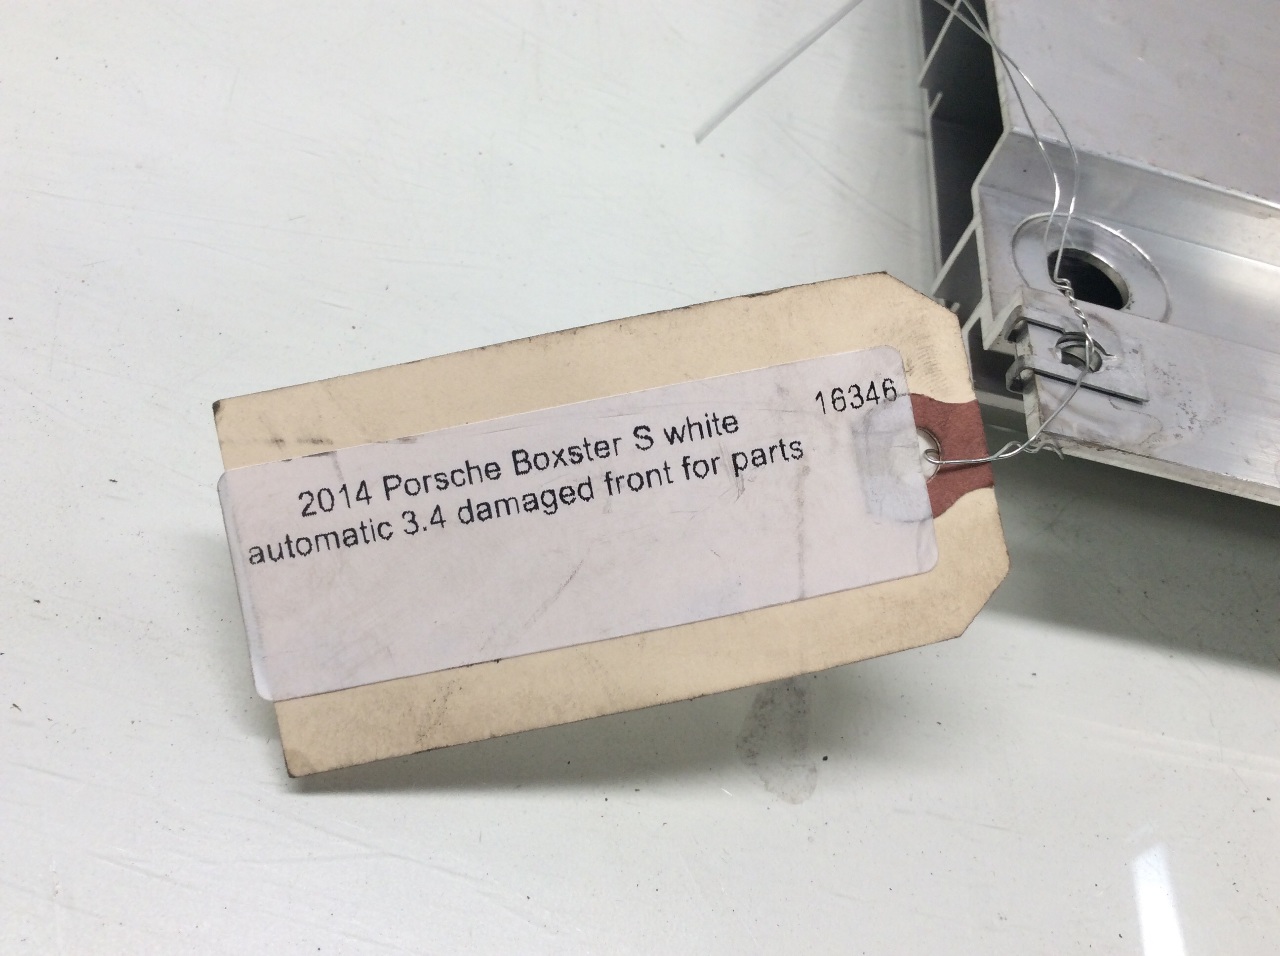 16346
2014 Porsche Boxster S white
automatic 3.4 damaged front for parts